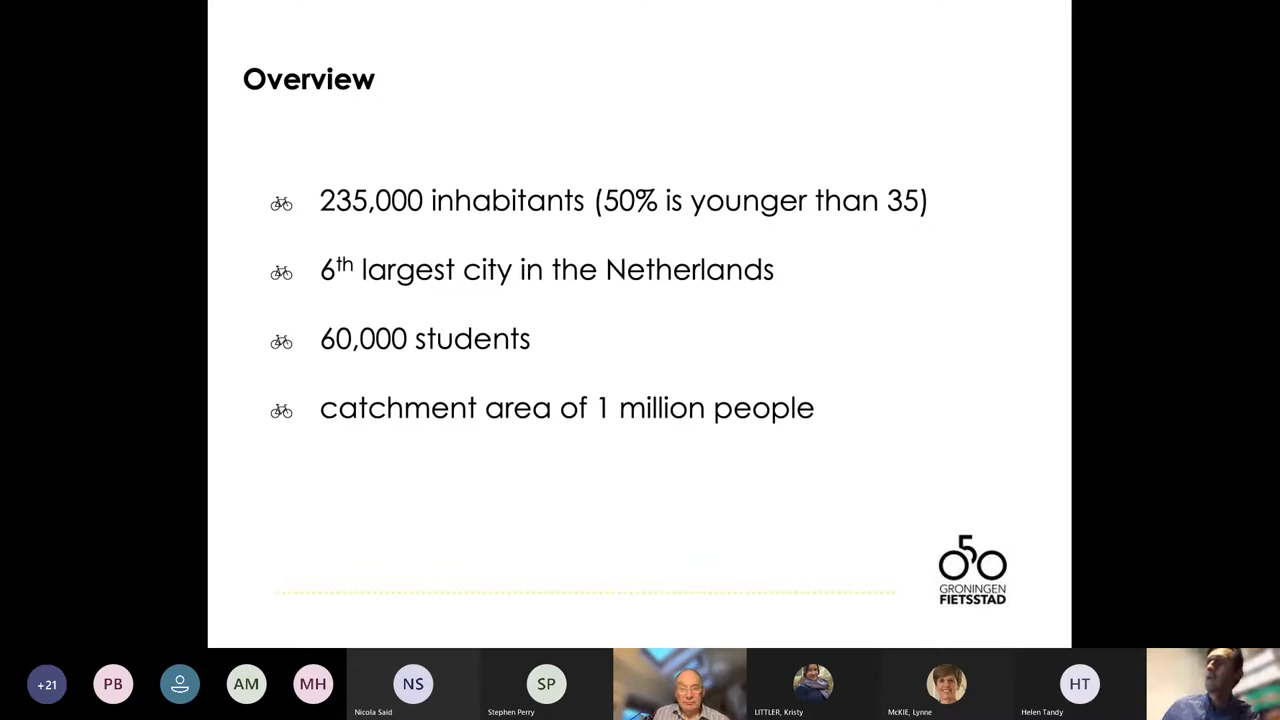 Overview
235,000 inhabitants (50% is younger than 35)
6th largest city in the Netherlands
60,000 students
catchment area of 1 million people
50
GRONINGEN
FIETSSTAD
+21
PB
AM
MH
NS
Nicola Said
SP
Stephen Perry
LITTLER, Kristy
McKIE, Lynne
HT
Helen Tandy